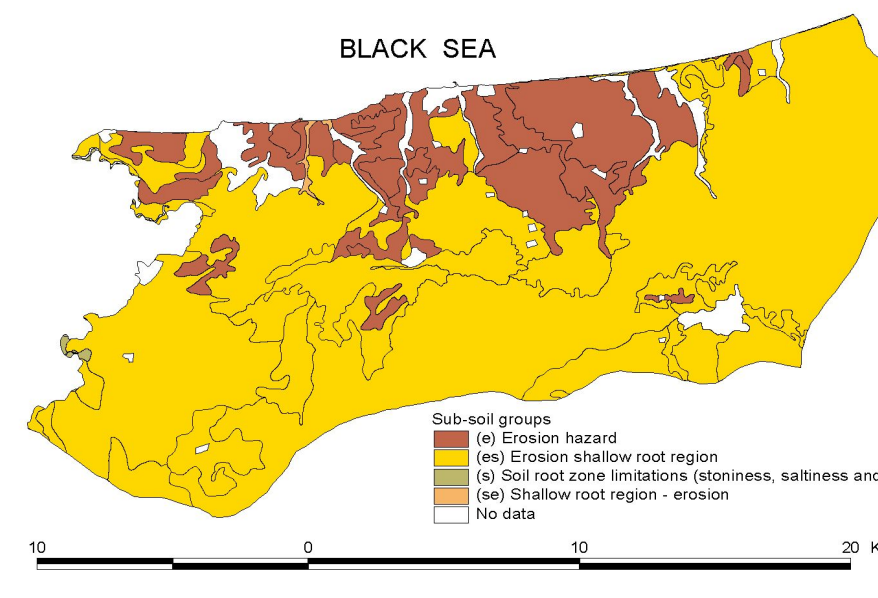 BLACK SEA
Sub-soil groups
(e) Erosion hazard
(es) Erosion shallow root region
(s) Soil root zone limitations (stoniness, saltiness and
(se) Shallow root region - erosion
No data
10 0 10 20 K